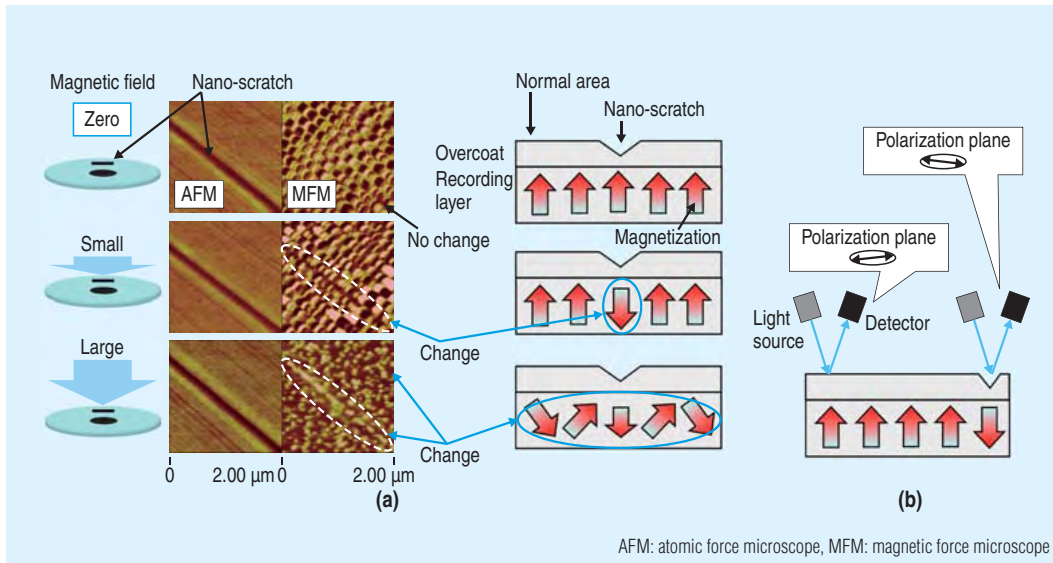 Magnetic field
Nano-scratch
Zero
AFM
MFM
No change
Small
Change
Large
Change
0
2.00 µm
0
2.00 µm
(a)
Normal area
Nano-scratch
Overcoat
Recording
layer
Magnetization
Polarization plane
Polarization plane
Light
source
Detector
(b)
AFM: atomic force microscope, MFM: magnetic force microscope